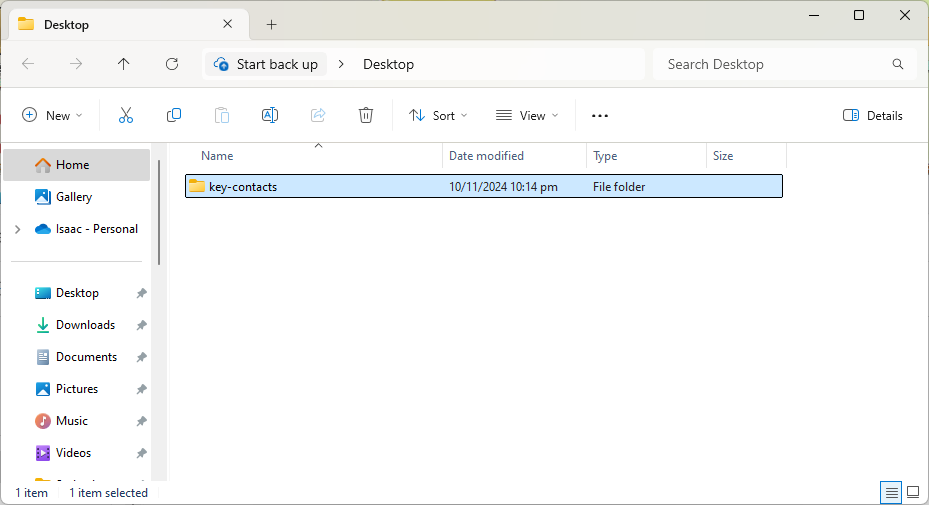 Desktop
Start back up > Desktop
Search Desktop
New
Sort
View
Details
Home
Gallery
Isaac - Personal
Desktop
Downloads
Documents
Pictures
Music
Videos
Name Date modified Type Size
key-contacts 10/11/2024 10:14 pm File folder
1 item 1 item selected